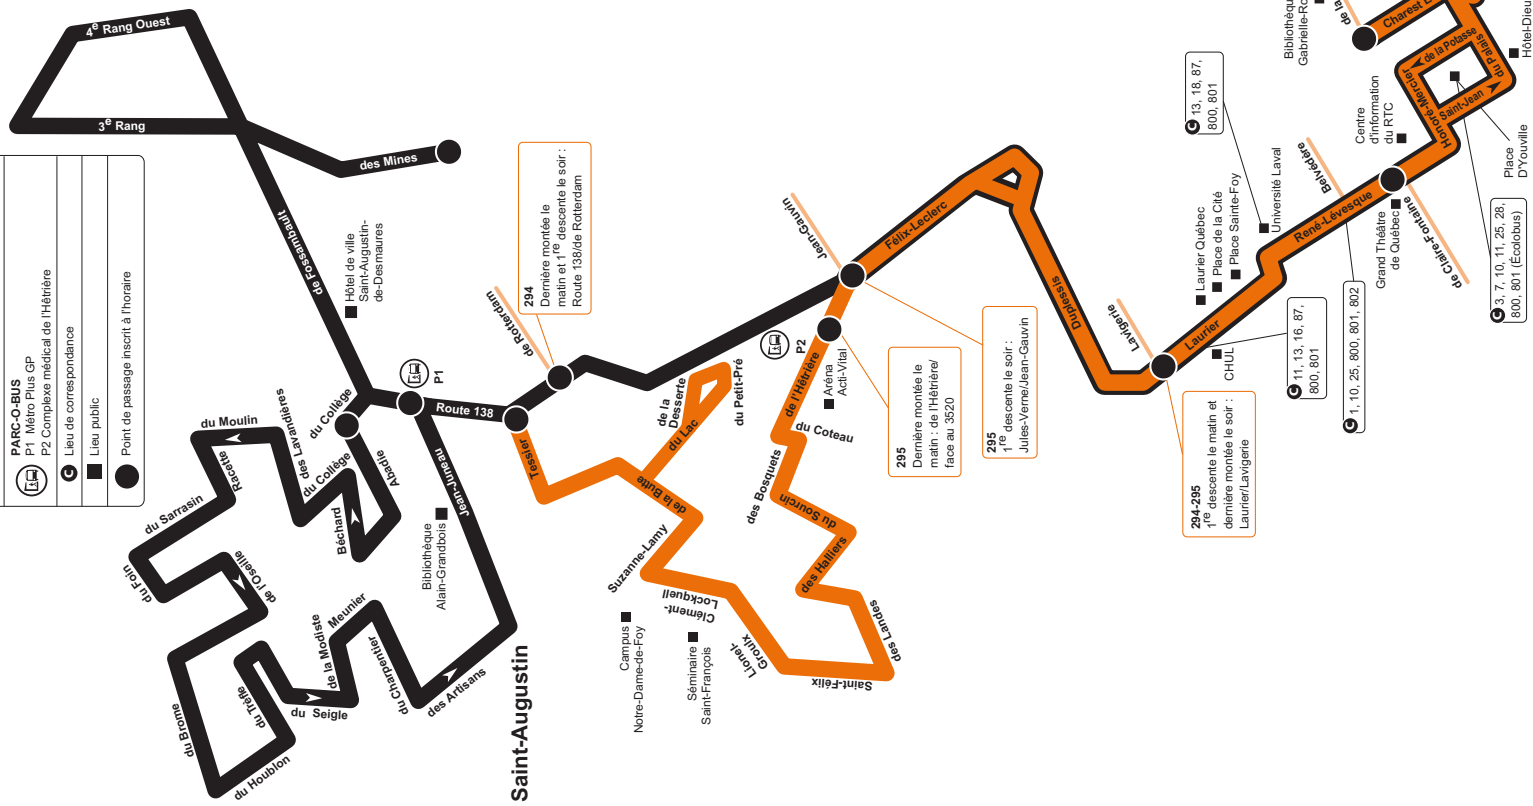 PARC-O-BUS
P1 Métro Plus GP
P2 Complexe médical de l'Hêtrière
C Lieu de correspondance
Lieu public
Point de passage inscrit à l'horaire
4e Rang Ouest
3e Rang
des Mines
de Fossambault
Hôtel de ville
Saint-Augustin-
de-Desmaures
294
Dernière montée le
matin et 1re descente le soir :
Route 138/de Rotterdam
de Rotterdam
P1
Route 138
du Moulin
des Lavandières
du Collège
du Collège
Racette
du Sarrasin
Béchard
Abadie
Jean-Juneau
Bibliothèque
Alain-Grandbois
du Foin
de l'Oseille
du Brome
du Trèfle
du Houblon
du Seigle
de la Modiste
Meunier
du Charpentier
des Artisans
Saint-Augustin
Tessier
de la Butte
du Lac
de la
Desserte
du Petit-Pré
Suzanne-Lamy
Campus
Notre-Dame-de-Foy
Clément-
Lockquell
Séminaire
Saint-François
Lionel-
Groulx
Saint-Félix
des Landes
des Halliers
du Sourcin
des Bosquets
du Coteau
de l'Hêtrière
Aréna
Acti-Vital
P2
Jean-Gauvin
Félix-Leclerc
295
Dernière montée le
matin : de l'Hêtrière/
face au 3520
295
1re descente le soir :
Jules-Verne/Jean-Gauvin
Duplessis
Lavigerie
Laurier
294-295
1re descente le matin et
dernière montée le soir :
Laurier/Lavigerie
CHUL
Laurier Québec
Place de la Cité
Place Sainte-Foy
Université Laval
C 13, 18, 87,
800, 801
C 11, 13, 16, 87,
800, 801
C 1, 10, 25, 800, 801, 802
René-Lévesque
Belvédère
Grand Théâtre
de Québec
de Claire-Fontaine
Centre
d'information
du RTC
Honoré-Mercier
de la Potasse
Saint-Jean
du Palais
Place
D'Youville
C 3, 7, 10, 11, 25, 28,
800, 801 (Écolobus)
Hôtel-Dieu
Bibliothèque
de la